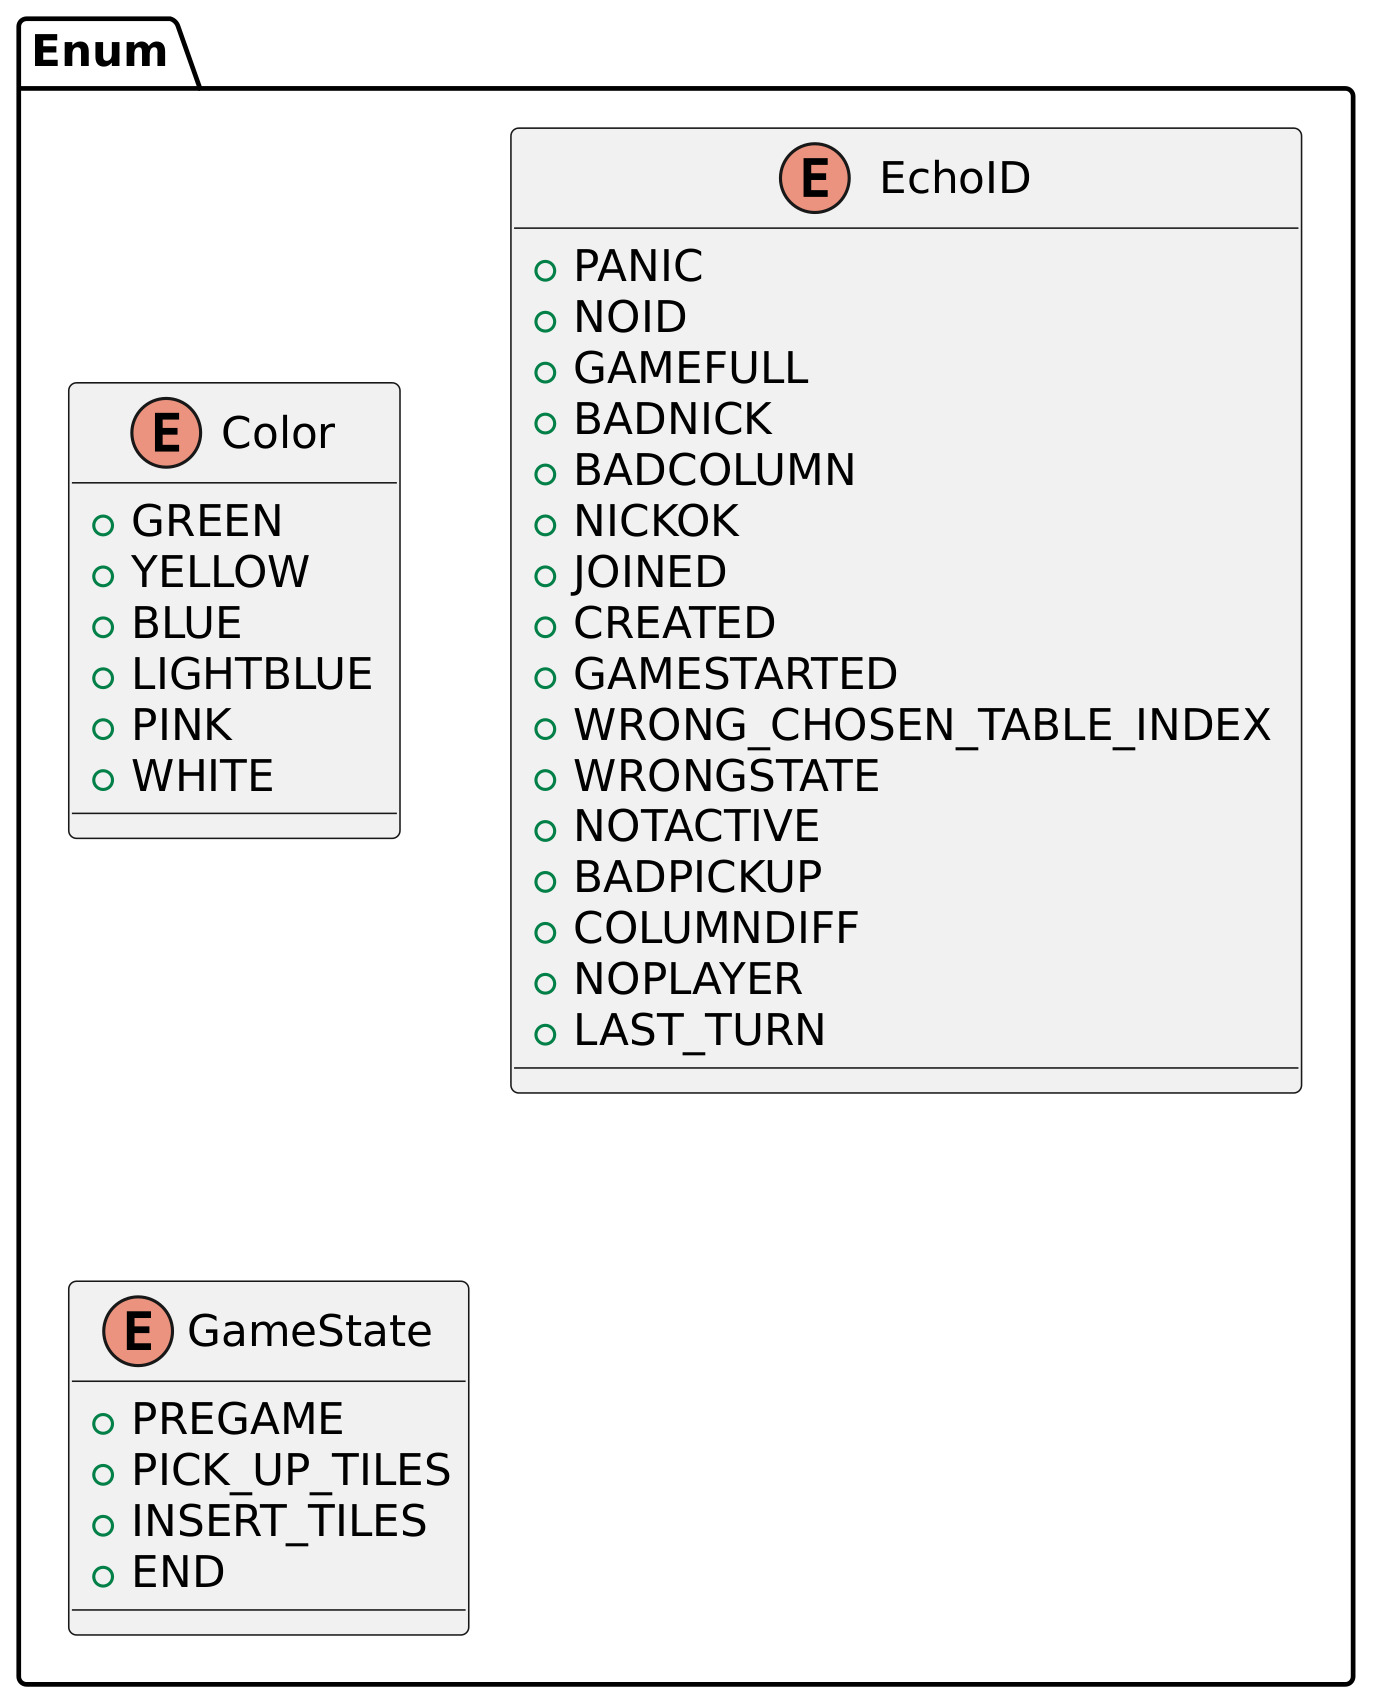 Enum
E Color
GREEN
YELLOW
BLUE
LIGHTBLUE
PINK
WHITE
E EchoID
PANIC
NOID
GAMEFULL
BADNICK
BADCOLUMN
NICKOK
JOINED
CREATED
GAMESTARTED
WRONG_CHOSEN_TABLE_INDEX
WRONGSTATE
NOTACTIVE
BADPICKUP
COLUMNDIFF
NOPLAYER
LAST_TURN
E GameState
PREGAME
PICK_UP_TILES
INSERT_TILES
END